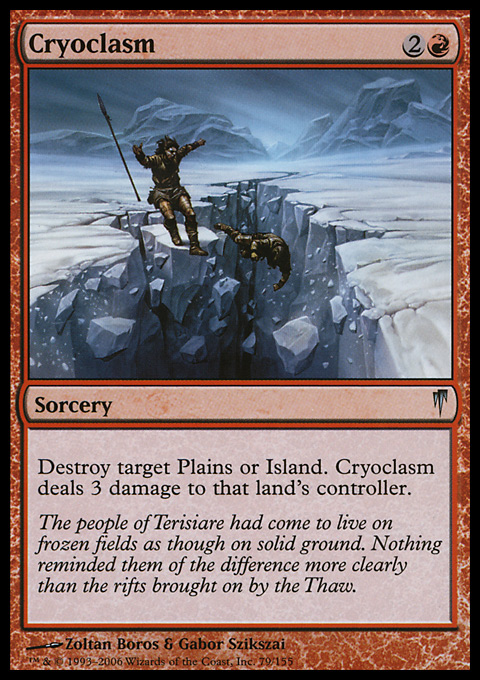 Cryoclasm
2
Sorcery
Destroy target Plains or Island. Cryoclasm
deals 3 damage to that land's controller.
The people of Terisiare had come to live on
frozen fields as though on solid ground. Nothing
reminded them of the difference more clearly
than the rifts brought on by the Thaw.
Zoltan Boros & Gabor Szikszai
™ & © 1993–2006 Wizards of the Coast, Inc. 79/155